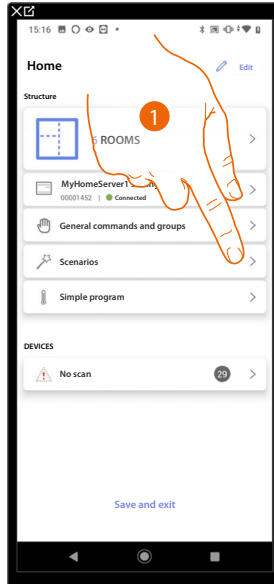 15:16
Home
Edit
Structure
6 ROOMS
1
MyHomeServer1
00001452 | Connected
General commands and groups
Scenarios
Simple program
DEVICES
No scan 29
Save and exit